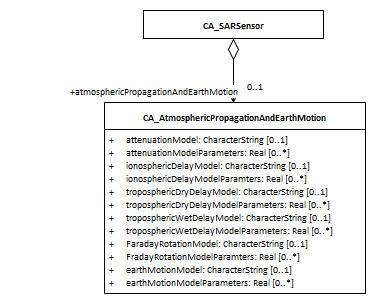 CA_SARSensor
0..1
+atmosphericPropagationAndEarthMotion
CA_AtmosphericPropagationAndEarthMotion
+ attenuationModel: CharacterString [0..1]
+ attenuationModelParameters: Real [0..*]
+ ionosphericDelayModel: CharacterString [0..1]
+ ionosphericDelayModelParamters: Real [0..*]
+ troposphericDryDelayModel: CharacterString [0..1]
+ troposphericDryDelayModelParameters: Real [0..*]
+ troposphericWetDelayModel: CharacterString [0..1]
+ troposphericWetDelayModelParameters: Real [0..*]
+ FaradayRotationModel: CharacterString [0..1]
+ FradayRotationModelParamters: Real [0..*]
+ earthMotionModel: CharacterString [0..1]
+ earthMotionModelParameters: Real [0..*]